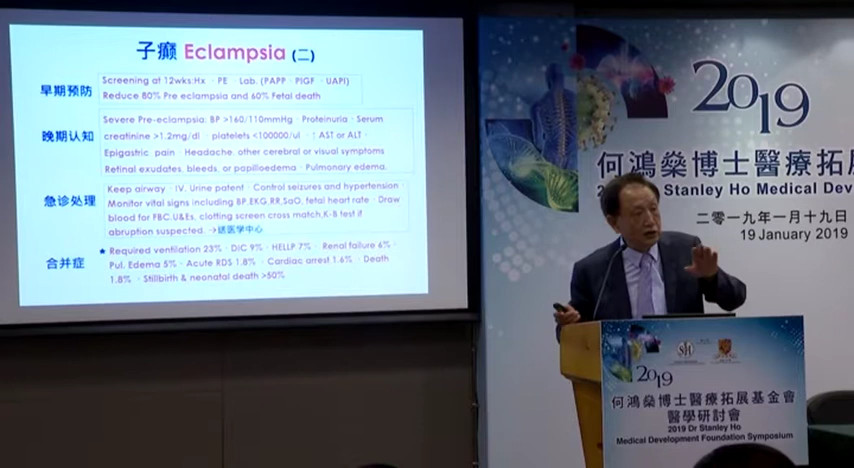 子癫 Eclampsia (二)
早期预防
Screening at 12wks:Hx · PE · Lab. (PAPP · PlGF · UAPI)
Reduce 80% Pre eclampsia and 60% Fetal death
晚期认知
Severe Pre-eclampsia: BP >160/110mmHg · Proteinuria · Serum
creatinine >1.2mg/dl · platelets <100000/ul · ↑ AST or ALT ·
Epigastric pain · Headache, other cerebral or visual symptoms
Retinal exudates, bleeds, or papilloedema · Pulmonary edema.
急诊处理
Keep airway · IV, Urine patent · Control seizures and hypertension ·
Monitor vital signs including BP,EKG,RR,SaO, fetal heart rate · Draw
blood for FBC,U&Es, clotting screen cross match,K-B test if
abruption suspected. →送医学中心
合并症
★ Required ventilation 23% · DIC 9% · HELLP 7% · Renal failure 6% ·
Pul. Edema 5% · Acute RDS 1.8% · Cardiac arrest 1.6% · Death
1.8% · Stillbirth & neonatal death >50%
2019
何鴻燊博士醫療拓展
Stanley Ho Medical Dev
二零一九年一月十九日
19 January 2019
2019
何鴻燊博士醫療拓展基金會
醫學研討會
2019 Dr Stanley Ho
Medical Development Foundation Symposium